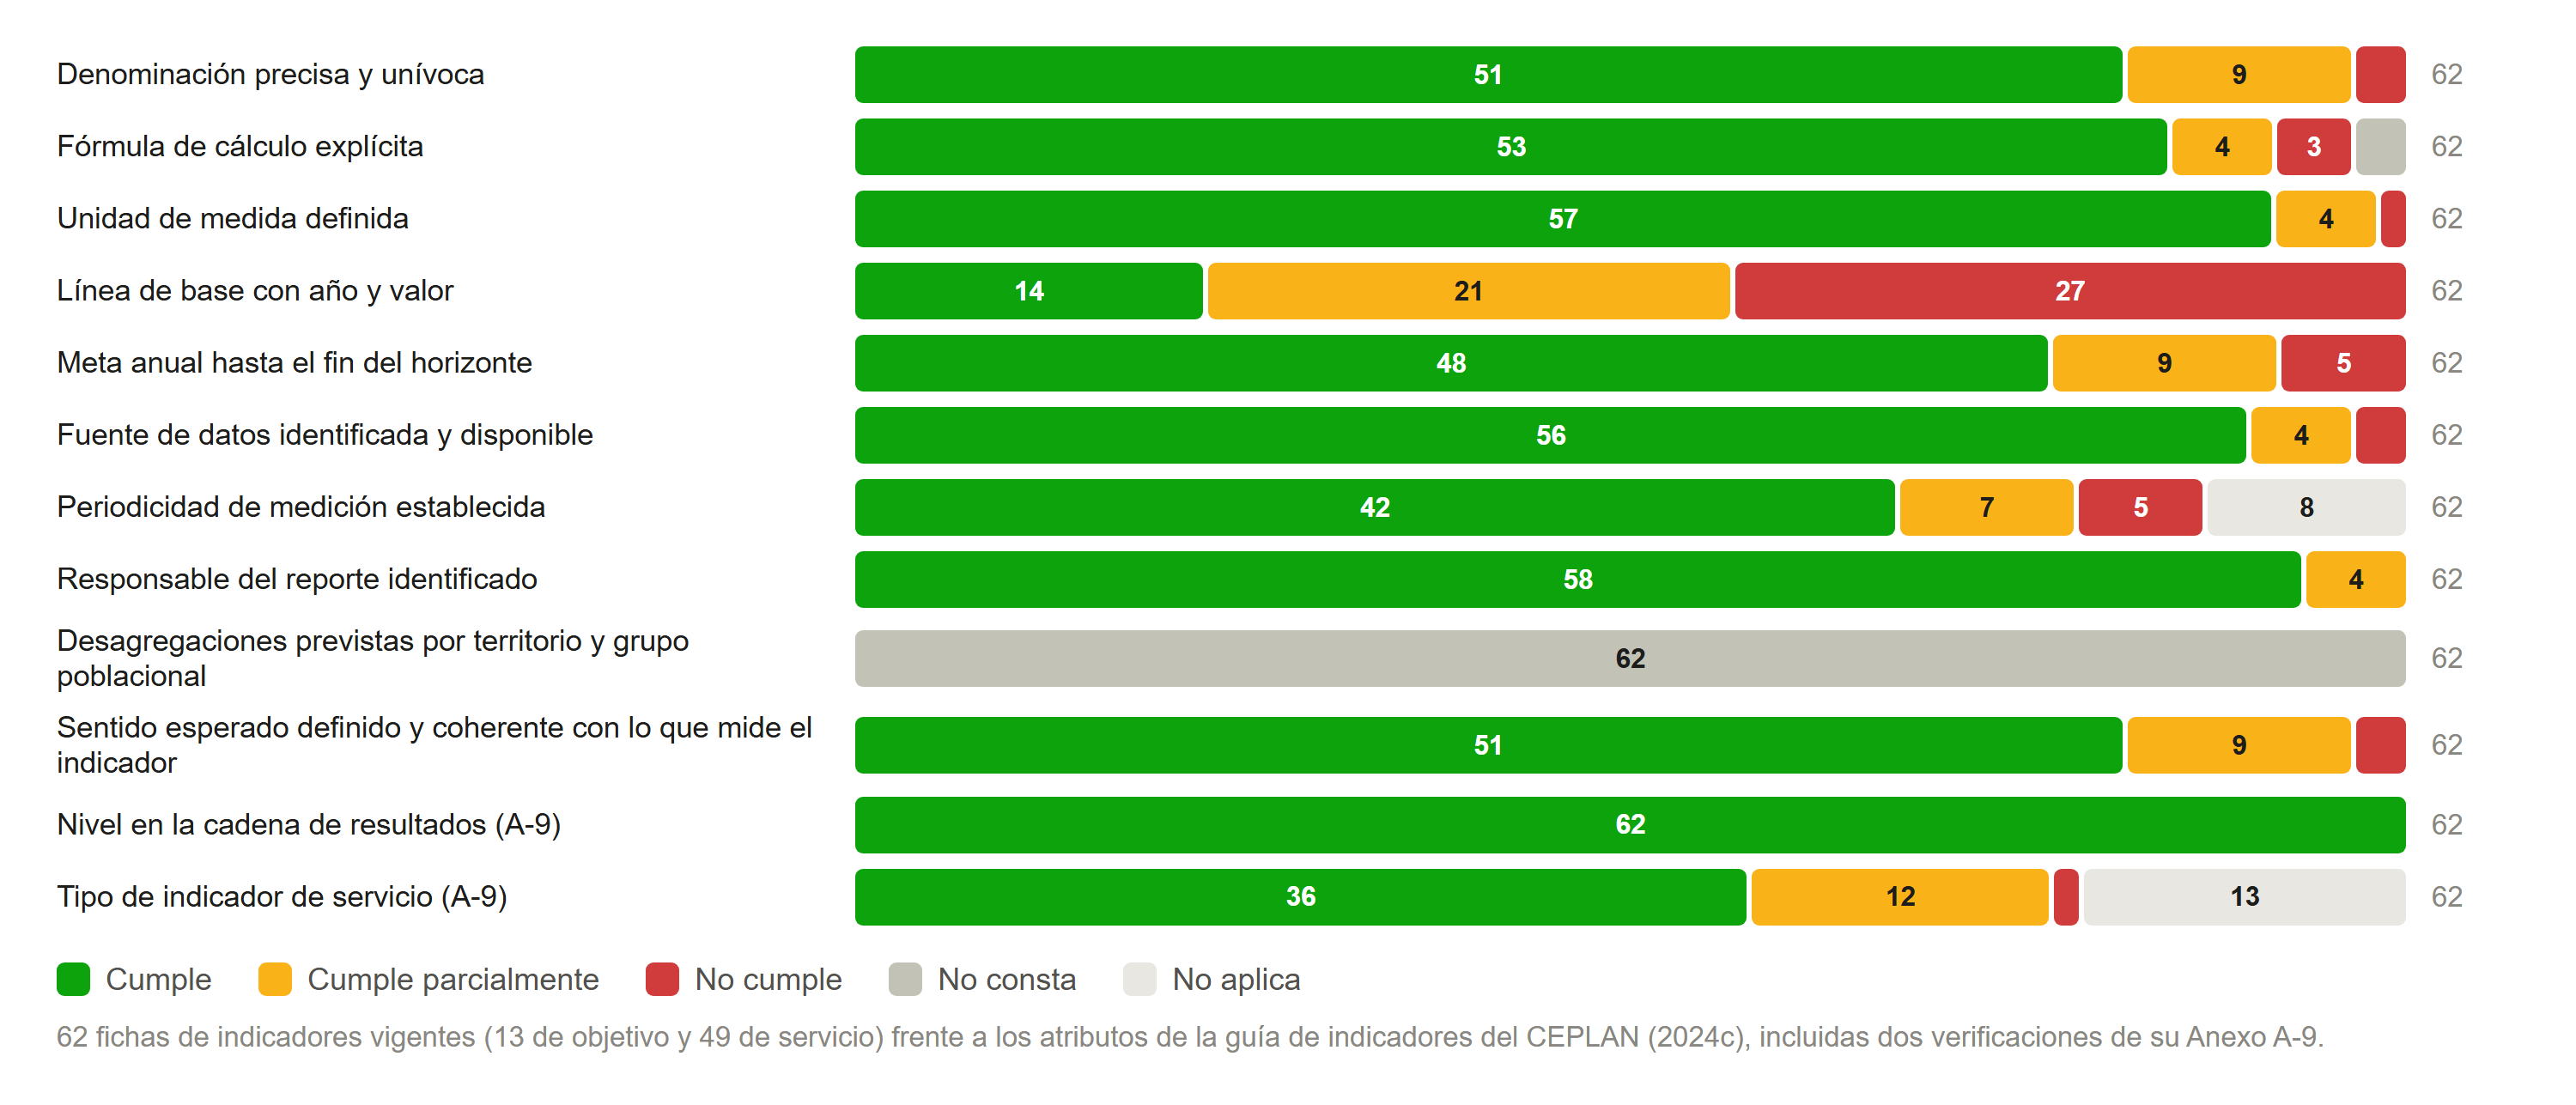 Denominación precisa y unívoca 51 9 62
Fórmula de cálculo explícita 53 4 3 62
Unidad de medida definida 57 4 62
Línea de base con año y valor 14 21 27 62
Meta anual hasta el fin del horizonte 48 9 5 62
Fuente de datos identificada y disponible 56 4 62
Periodicidad de medición establecida 42 7 5 8 62
Responsable del reporte identificado 58 4 62
Desagregaciones previstas por territorio y grupo
poblacional 62 62
Sentido esperado definido y coherente con lo que mide el
indicador 51 9 62
Nivel en la cadena de resultados (A-9) 62 62
Tipo de indicador de servicio (A-9) 36 12 13 62
Cumple Cumple parcialmente No cumple No consta No aplica
62 fichas de indicadores vigentes (13 de objetivo y 49 de servicio) frente a los atributos de la guía de indicadores del CEPLAN (2024c), incluidas dos verificaciones de su Anexo A-9.